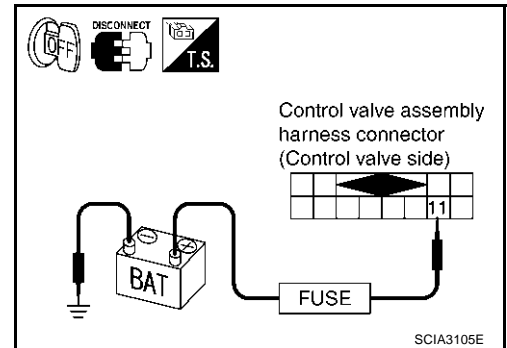 OFF
DISCONNECT
T.S.
Control valve assembly
harness connector
(Control valve side)
11
BAT
FUSE
SCIA3105E